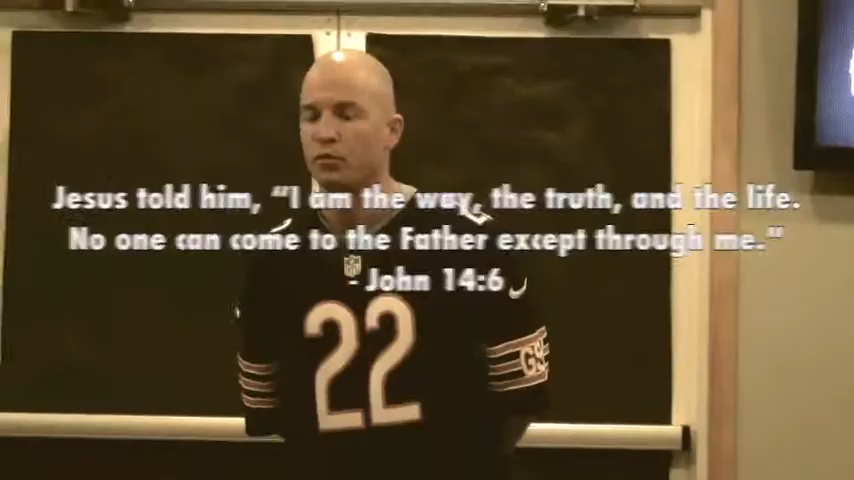 Jesus told him, “I am the way, the truth, and the life.
No one can come to the Father except through me.”
- John 14:6
22
GSH